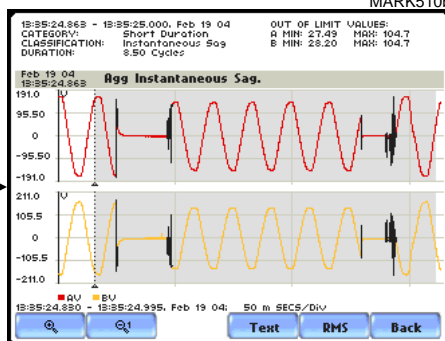 MARK510b
13:35:24.863 - 13:35:25.000, Feb 19 04
OUT OF LIMIT VALUES:
CATEGORY: Short Duration
A MIN: 27.49 MAX: 104.7
CLASSIFICATION: Instantaneous Sag
B MIN: 28.20 MAX: 104.7
DURATION: 8.50 Cycles
Feb 19 04
13:35:24.863
Agg Instantaneous Sag.
191.0
V
95.50
0
-95.50
-191.0
211.0
V
105.5
0
-105.5
-211.0
AV BV
13:35:24.830 - 13:35:24.995, Feb 19 04; 50 m SECS/Div
1
Text
RMS
Back